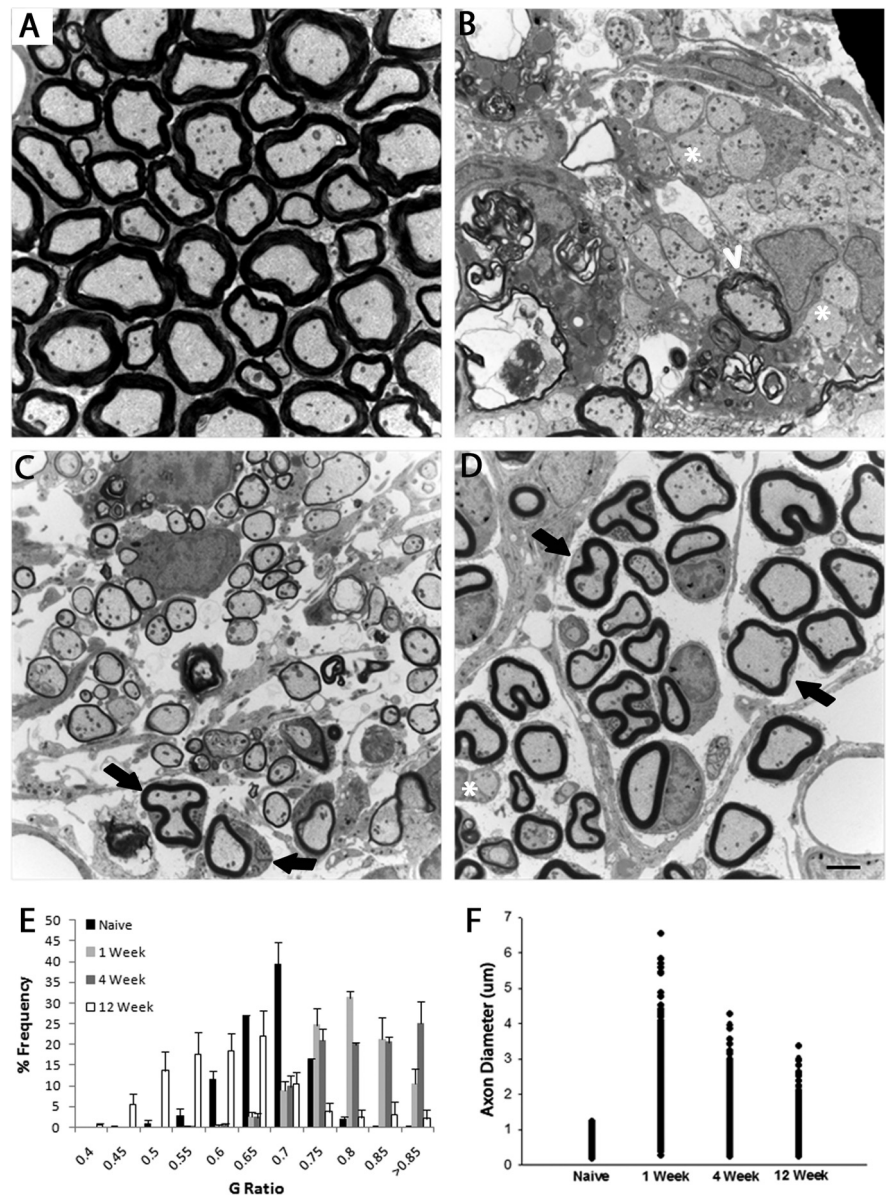 A
B
C
D
E
50
45
40
35
30
25
20
15
10
5
0
% Frequency
Naive
1 Week
4 Week
12 Week
0.4
0.45
0.5
0.55
0.6
0.65
0.7
0.75
0.8
0.85
>0.85
G Ratio
F
7
6
5
4
3
2
1
0
Axon Diameter (um)
Naive
1 Week
4 Week
12 Week